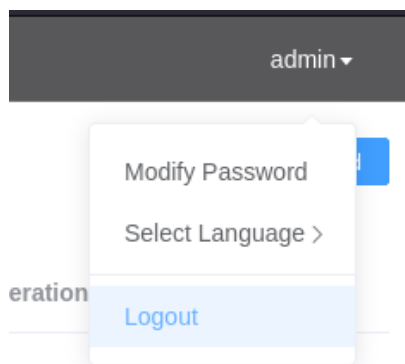 admin
Modify Password
Select Language >
eration
Logout